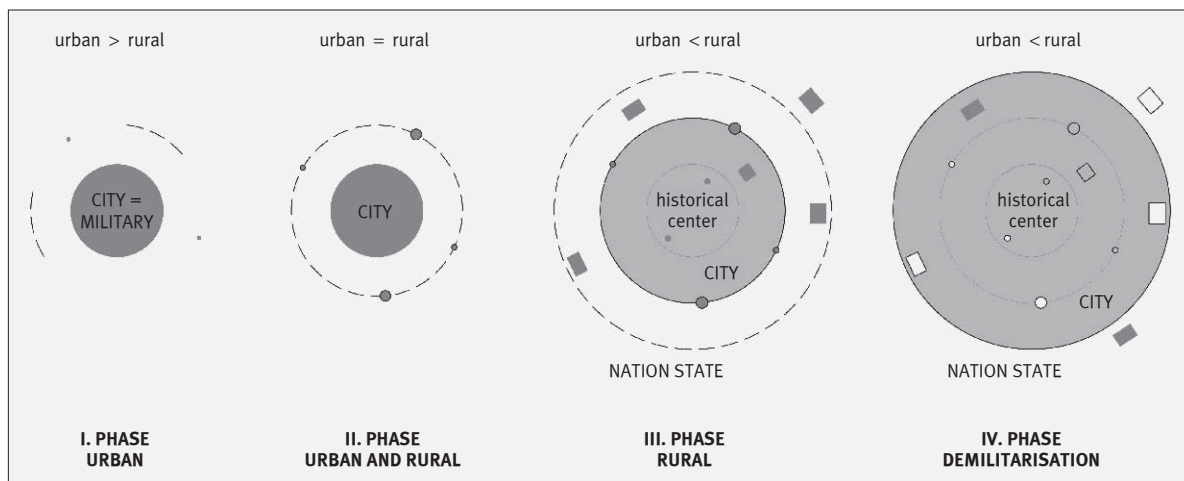 urban > rural
CITY =
MILITARY
I. PHASE
URBAN
urban = rural
CITY
II. PHASE
URBAN AND RURAL
urban < rural
historical
center
CITY
NATION STATE
III. PHASE
RURAL
urban < rural
historical
center
CITY
NATION STATE
IV. PHASE
DEMILITARISATION